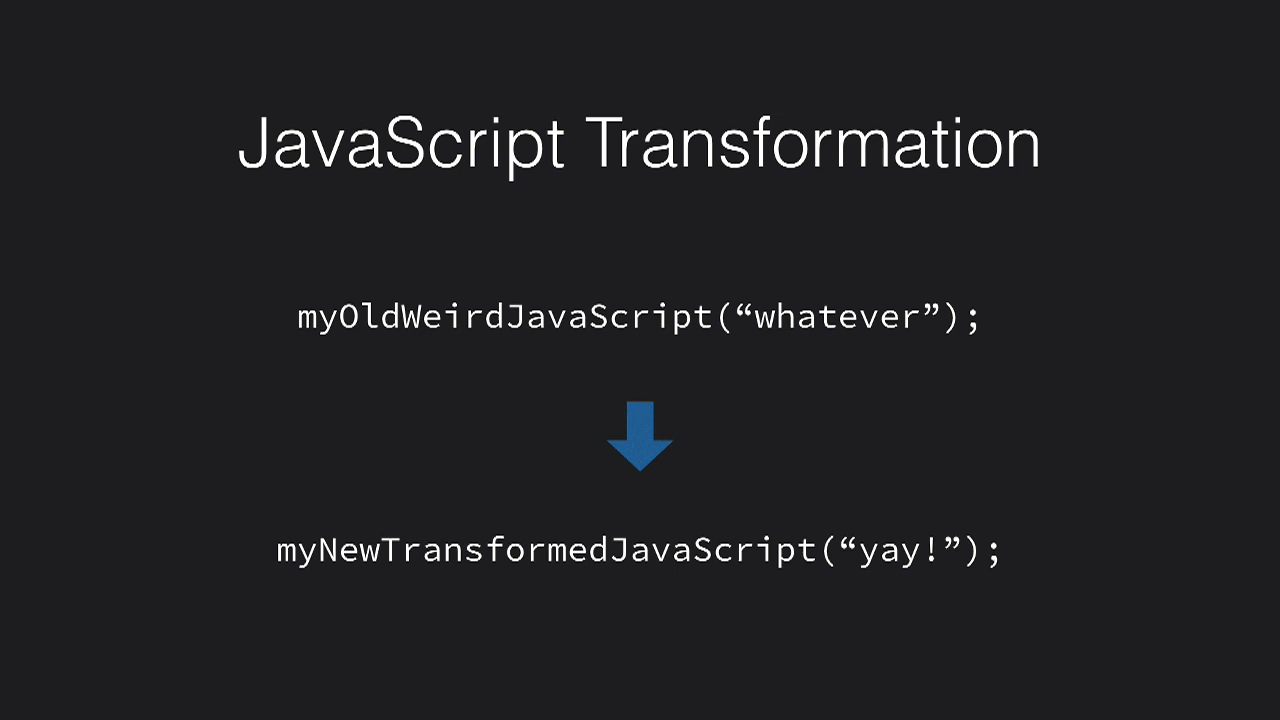 JavaScript Transformation
myOldWeirdJavaScript(“whatever”);
myNewTransformedJavaScript(“yay!”);